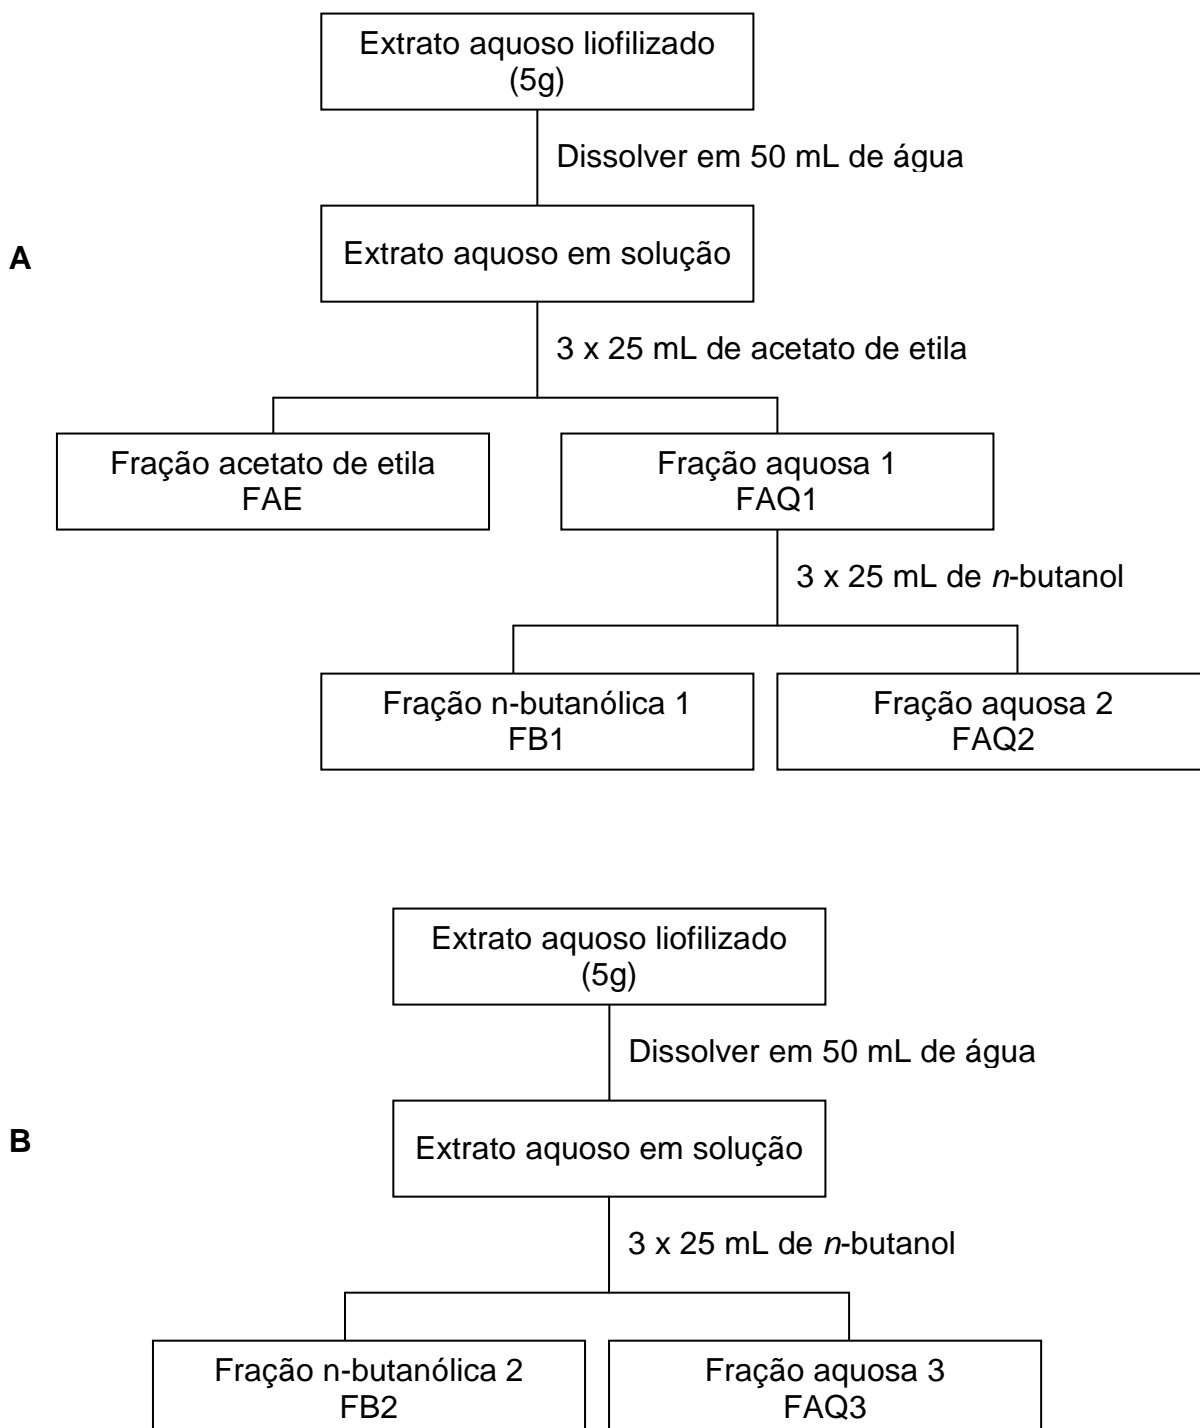 Extrato aquoso liofilizado
(5g)
Dissolver em 50 mL de água
A
Extrato aquoso em solução
3 x 25 mL de acetato de etila
Fração acetato de etila
FAE
Fração aquosa 1
FAQ1
3 x 25 mL de n-butanol
Fração n-butanólica 1
FB1
Fração aquosa 2
FAQ2
Extrato aquoso liofilizado
(5g)
Dissolver em 50 mL de água
B
Extrato aquoso em solução
3 x 25 mL de n-butanol
Fração n-butanólica 2
FB2
Fração aquosa 3
FAQ3